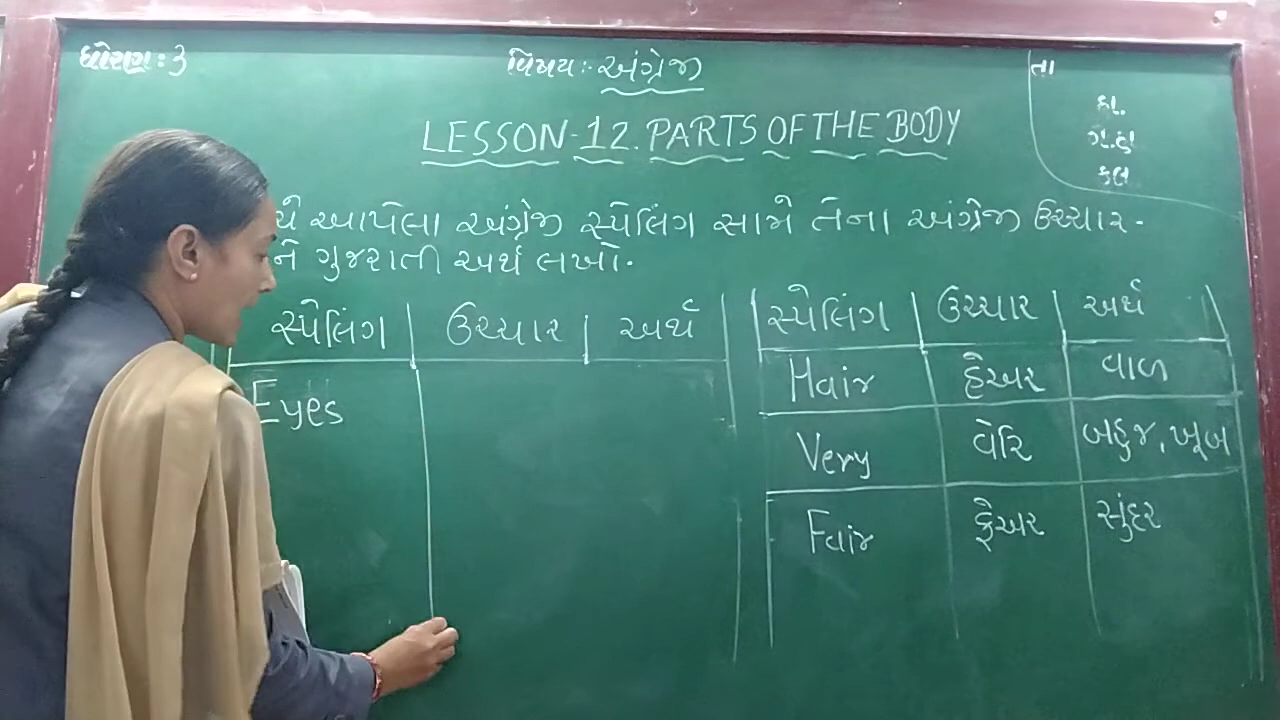 ધોરણ : 3
વિષય :- અંગ્રેજી
તા
LESSON-12. PARTS OF THE BODY
આપેલા અંગ્રેજી સ્પેલિંગ સામે તેના અંગ્રેજી ઉચ્ચાર-
ને ગુજરાતી અર્થ લખો.
સ્પેલિંગ ઉચ્ચાર અર્થ
Eyes
સ્પેલિંગ ઉચ્ચાર અર્થ
Hair હેઅર વાળ
Very વેરિ બહુજ, ખૂબ
Fair ફેઅર સુંદર